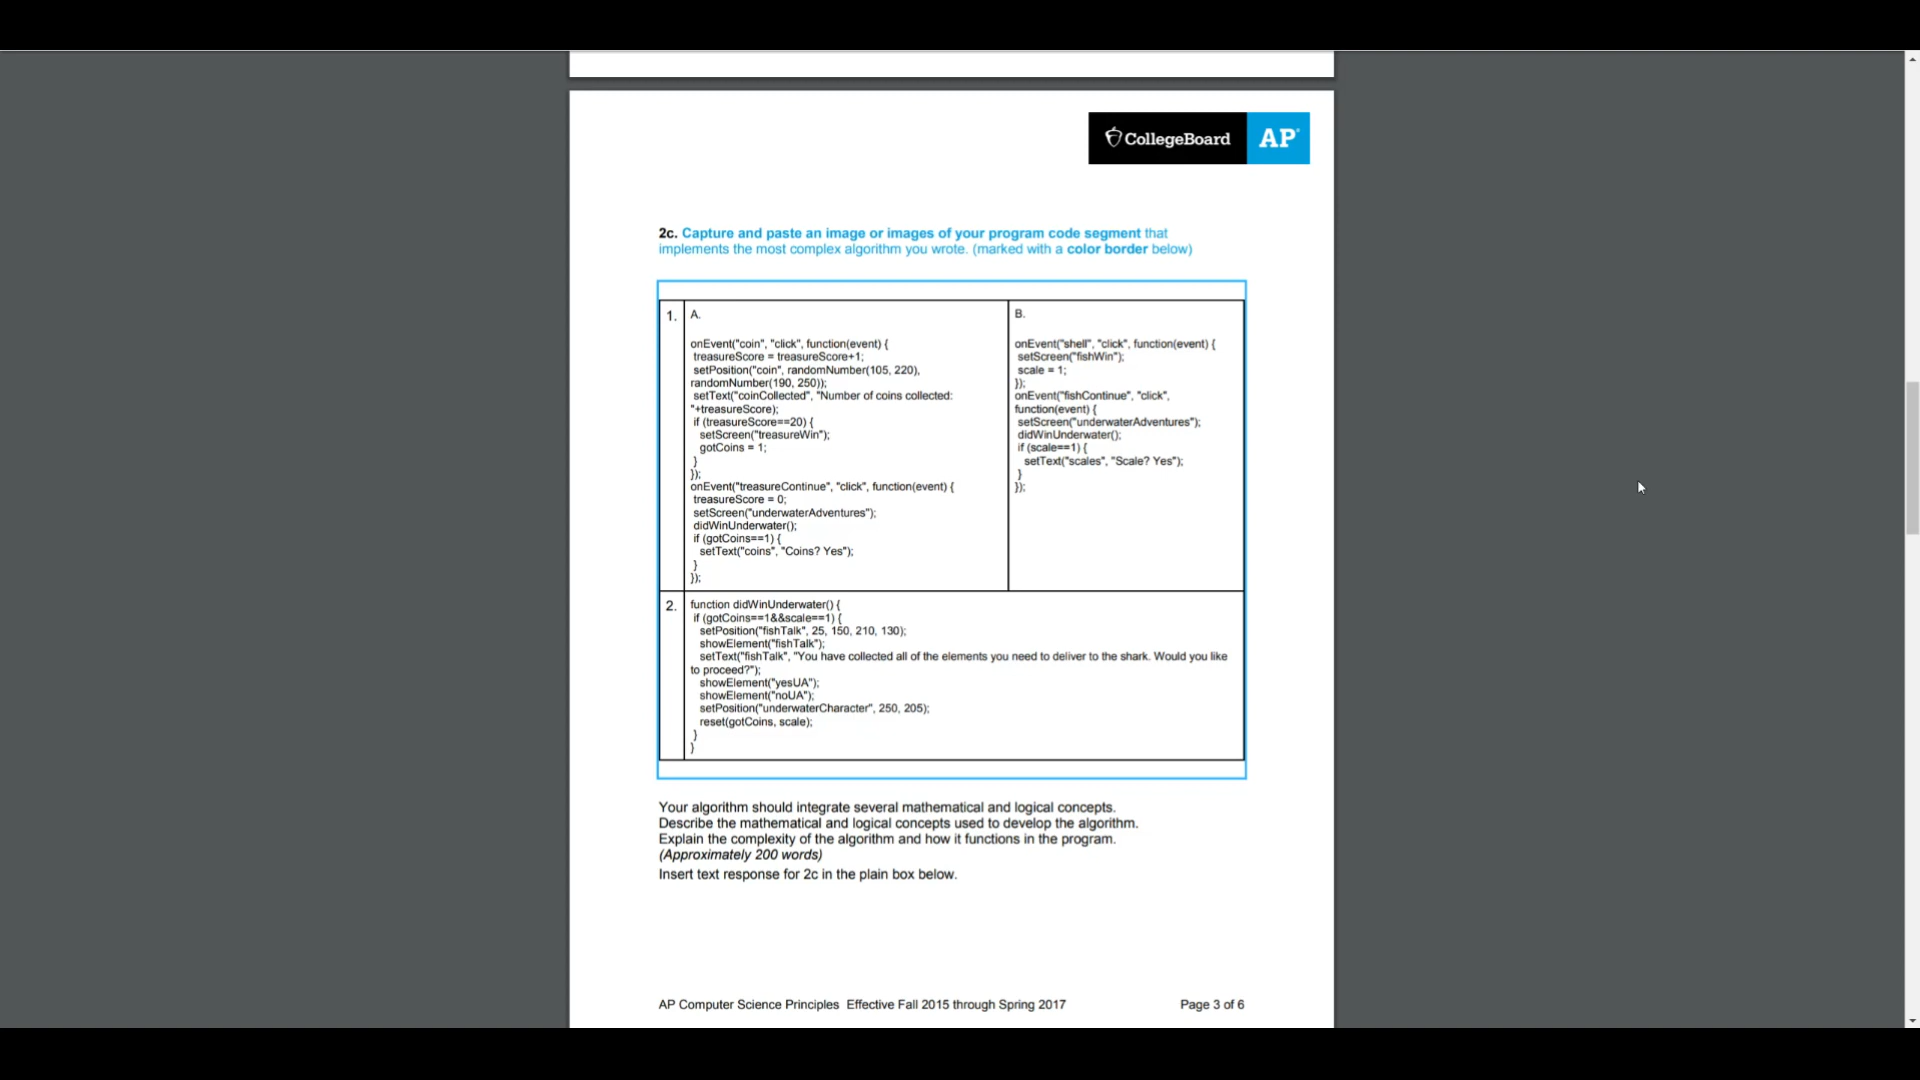 CollegeBoard AP
2c. Capture and paste an image or images of your program code segment that
implements the most complex algorithm you wrote. (marked with a color border below)
1.
A.
onEvent("coin", "click", function(event) {
treasureScore = treasureScore+1;
setPosition("coin", randomNumber(105, 220),
randomNumber(190, 250));
setText("coinCollected", "Number of coins collected:
"+treasureScore);
if (treasureScore==20) {
setScreen("treasureWin");
gotCoins = 1;
}
});
onEvent("treasureContinue", "click", function(event) {
treasureScore = 0;
setScreen("underwaterAdventures");
didWinUnderwater();
if (gotCoins==1) {
setText("coins", "Coins? Yes");
}
});
B.
onEvent("shell", "click", function(event) {
setScreen("fishWin");
scale = 1;
});
onEvent("fishContinue", "click",
function(event) {
setScreen("underwaterAdventures");
didWinUnderwater();
if (scale==1) {
setText("scales", "Scale? Yes");
}
});
2.
function didWinUnderwater() {
if (gotCoins==1&&scale==1) {
setPosition("fishTalk", 25, 150, 210, 130);
showElement("fishTalk");
setText("fishTalk", "You have collected all of the elements you need to deliver to the shark. Would you like
to proceed?");
showElement("yesUA");
showElement("noUA");
setPosition("underwaterCharacter", 250, 205);
reset(gotCoins, scale);
}
}
Your algorithm should integrate several mathematical and logical concepts.
Describe the mathematical and logical concepts used to develop the algorithm.
Explain the complexity of the algorithm and how it functions in the program.
(Approximately 200 words)
Insert text response for 2c in the plain box below.
AP Computer Science Principles Effective Fall 2015 through Spring 2017
Page 3 of 6